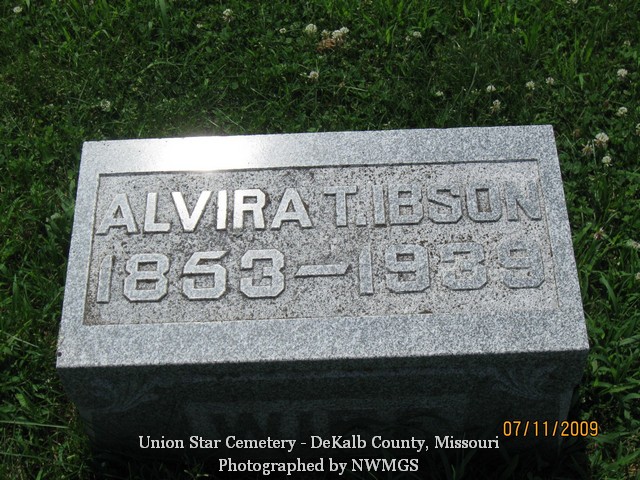 ALVIRA T. IBSON
1853–1939
07/11/2009
Union Star Cemetery - DeKalb County, Missouri
Photographed by NWMGS